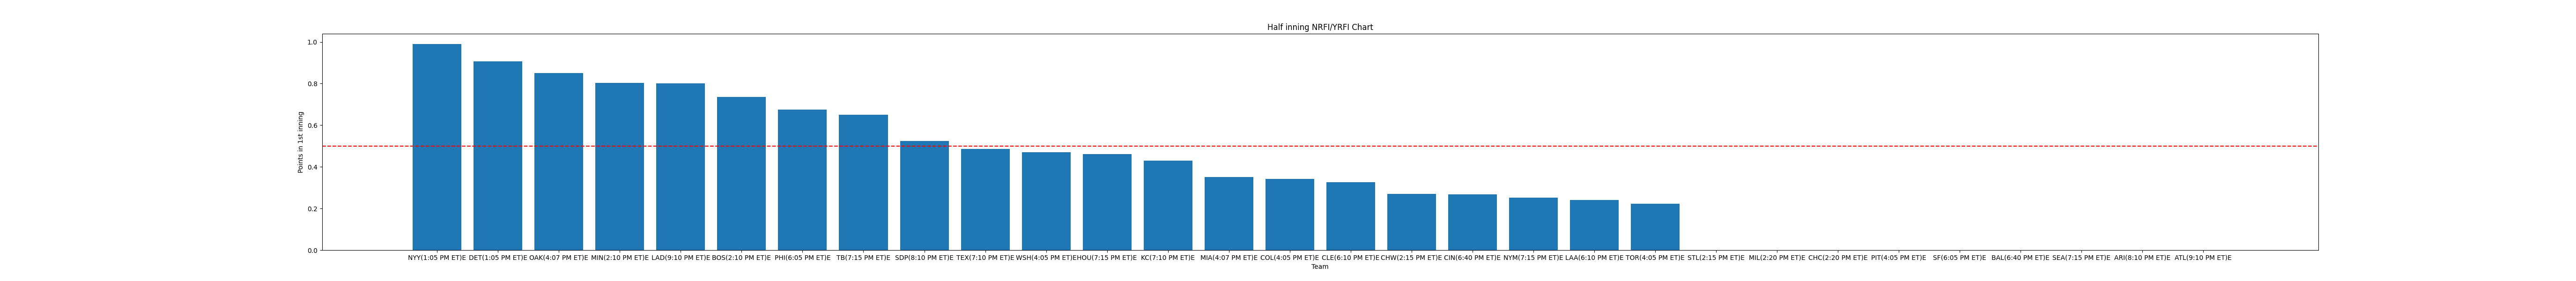 Half inning NRFI/YRFI Chart
1.0
0.8
0.6
0.4
0.2
0.0
Points in 1st inning
NYY(1:05 PM ET)E DET(1:05 PM ET)E OAK(4:07 PM ET)E MIN(2:10 PM ET)E LAD(9:10 PM ET)E BOS(2:10 PM ET)E PHI(6:05 PM ET)E TB(7:15 PM ET)E SDP(8:10 PM ET)E TEX(7:10 PM ET)E WSH(4:05 PM ET)E HOU(7:15 PM ET)E KC(7:10 PM ET)E MIA(4:07 PM ET)E COL(4:05 PM ET)E CLE(6:10 PM ET)E CHW(2:15 PM ET)E CIN(6:40 PM ET)E NYM(7:15 PM ET)E LAA(6:10 PM ET)E TOR(4:05 PM ET)E STL(2:15 PM ET)E MIL(2:20 PM ET)E CHC(2:20 PM ET)E PIT(4:05 PM ET)E SF(6:05 PM ET)E BAL(6:40 PM ET)E SEA(7:15 PM ET)E ARI(8:10 PM ET)E ATL(9:10 PM ET)E
Team